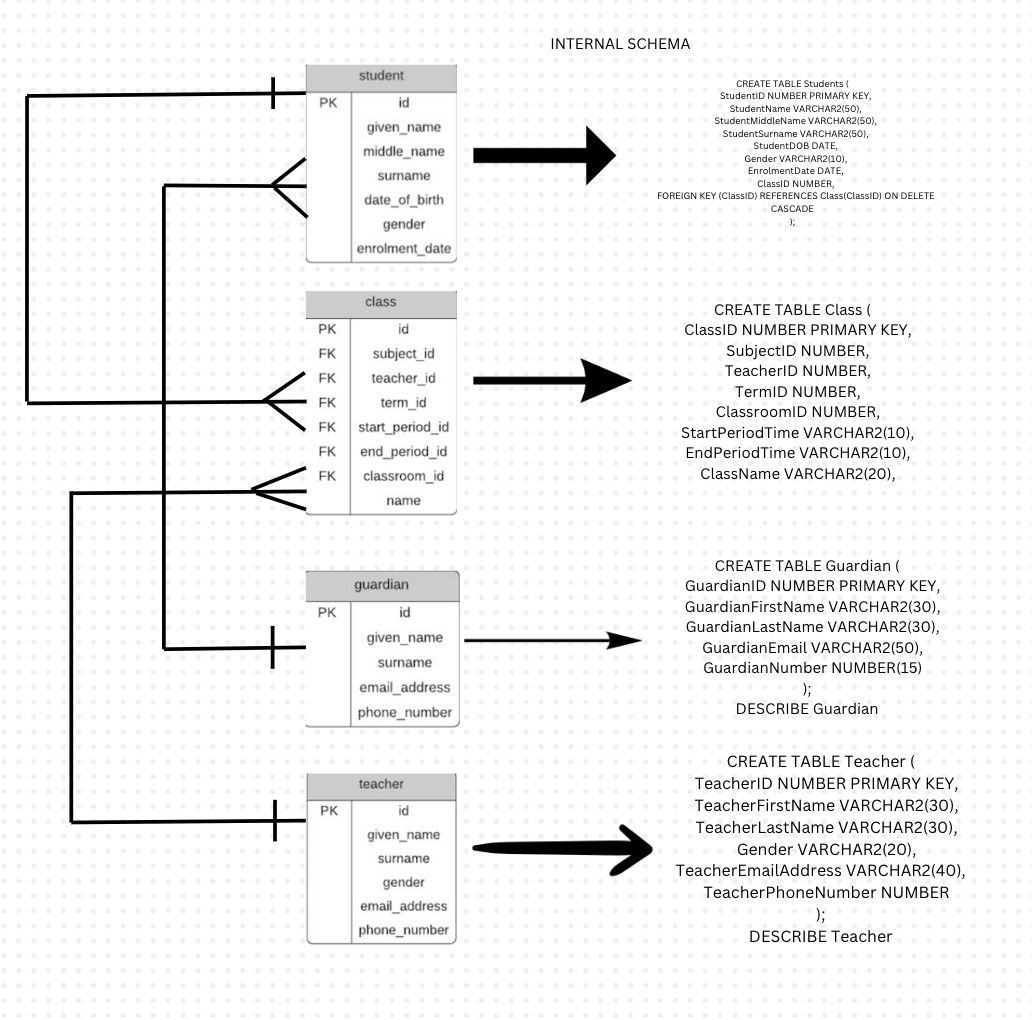 INTERNAL SCHEMA
student
PK id
given_name
middle_name
surname
date_of_birth
gender
enrolment_date
CREATE TABLE Students (
StudentID NUMBER PRIMARY KEY,
StudentName VARCHAR2(50),
StudentMiddleName VARCHAR2(50),
StudentSurname VARCHAR2(50),
StudentDOB DATE,
Gender VARCHAR2(10),
EnrolmentDate DATE,
ClassID NUMBER,
FOREIGN KEY (ClassID) REFERENCES Class(ClassID) ON DELETE
CASCADE
);
class
PK id
FK subject_id
FK teacher_id
FK term_id
FK start_period_id
FK end_period_id
FK classroom_id
name
CREATE TABLE Class (
ClassID NUMBER PRIMARY KEY,
SubjectID NUMBER,
TeacherID NUMBER,
TermID NUMBER,
ClassroomID NUMBER,
StartPeriodTime VARCHAR2(10),
EndPeriodTime VARCHAR2(10),
ClassName VARCHAR2(20),
guardian
PK id
given_name
surname
email_address
phone_number
CREATE TABLE Guardian (
GuardianID NUMBER PRIMARY KEY,
GuardianFirstName VARCHAR2(30),
GuardianLastName VARCHAR2(30),
GuardianEmail VARCHAR2(50),
GuardianNumber NUMBER(15)
);
DESCRIBE Guardian
teacher
PK id
given_name
surname
gender
email_address
phone_number
CREATE TABLE Teacher (
TeacherID NUMBER PRIMARY KEY,
TeacherFirstName VARCHAR2(30),
TeacherLastName VARCHAR2(30),
Gender VARCHAR2(20),
TeacherEmailAddress VARCHAR2(40),
TeacherPhoneNumber NUMBER
);
DESCRIBE Teacher